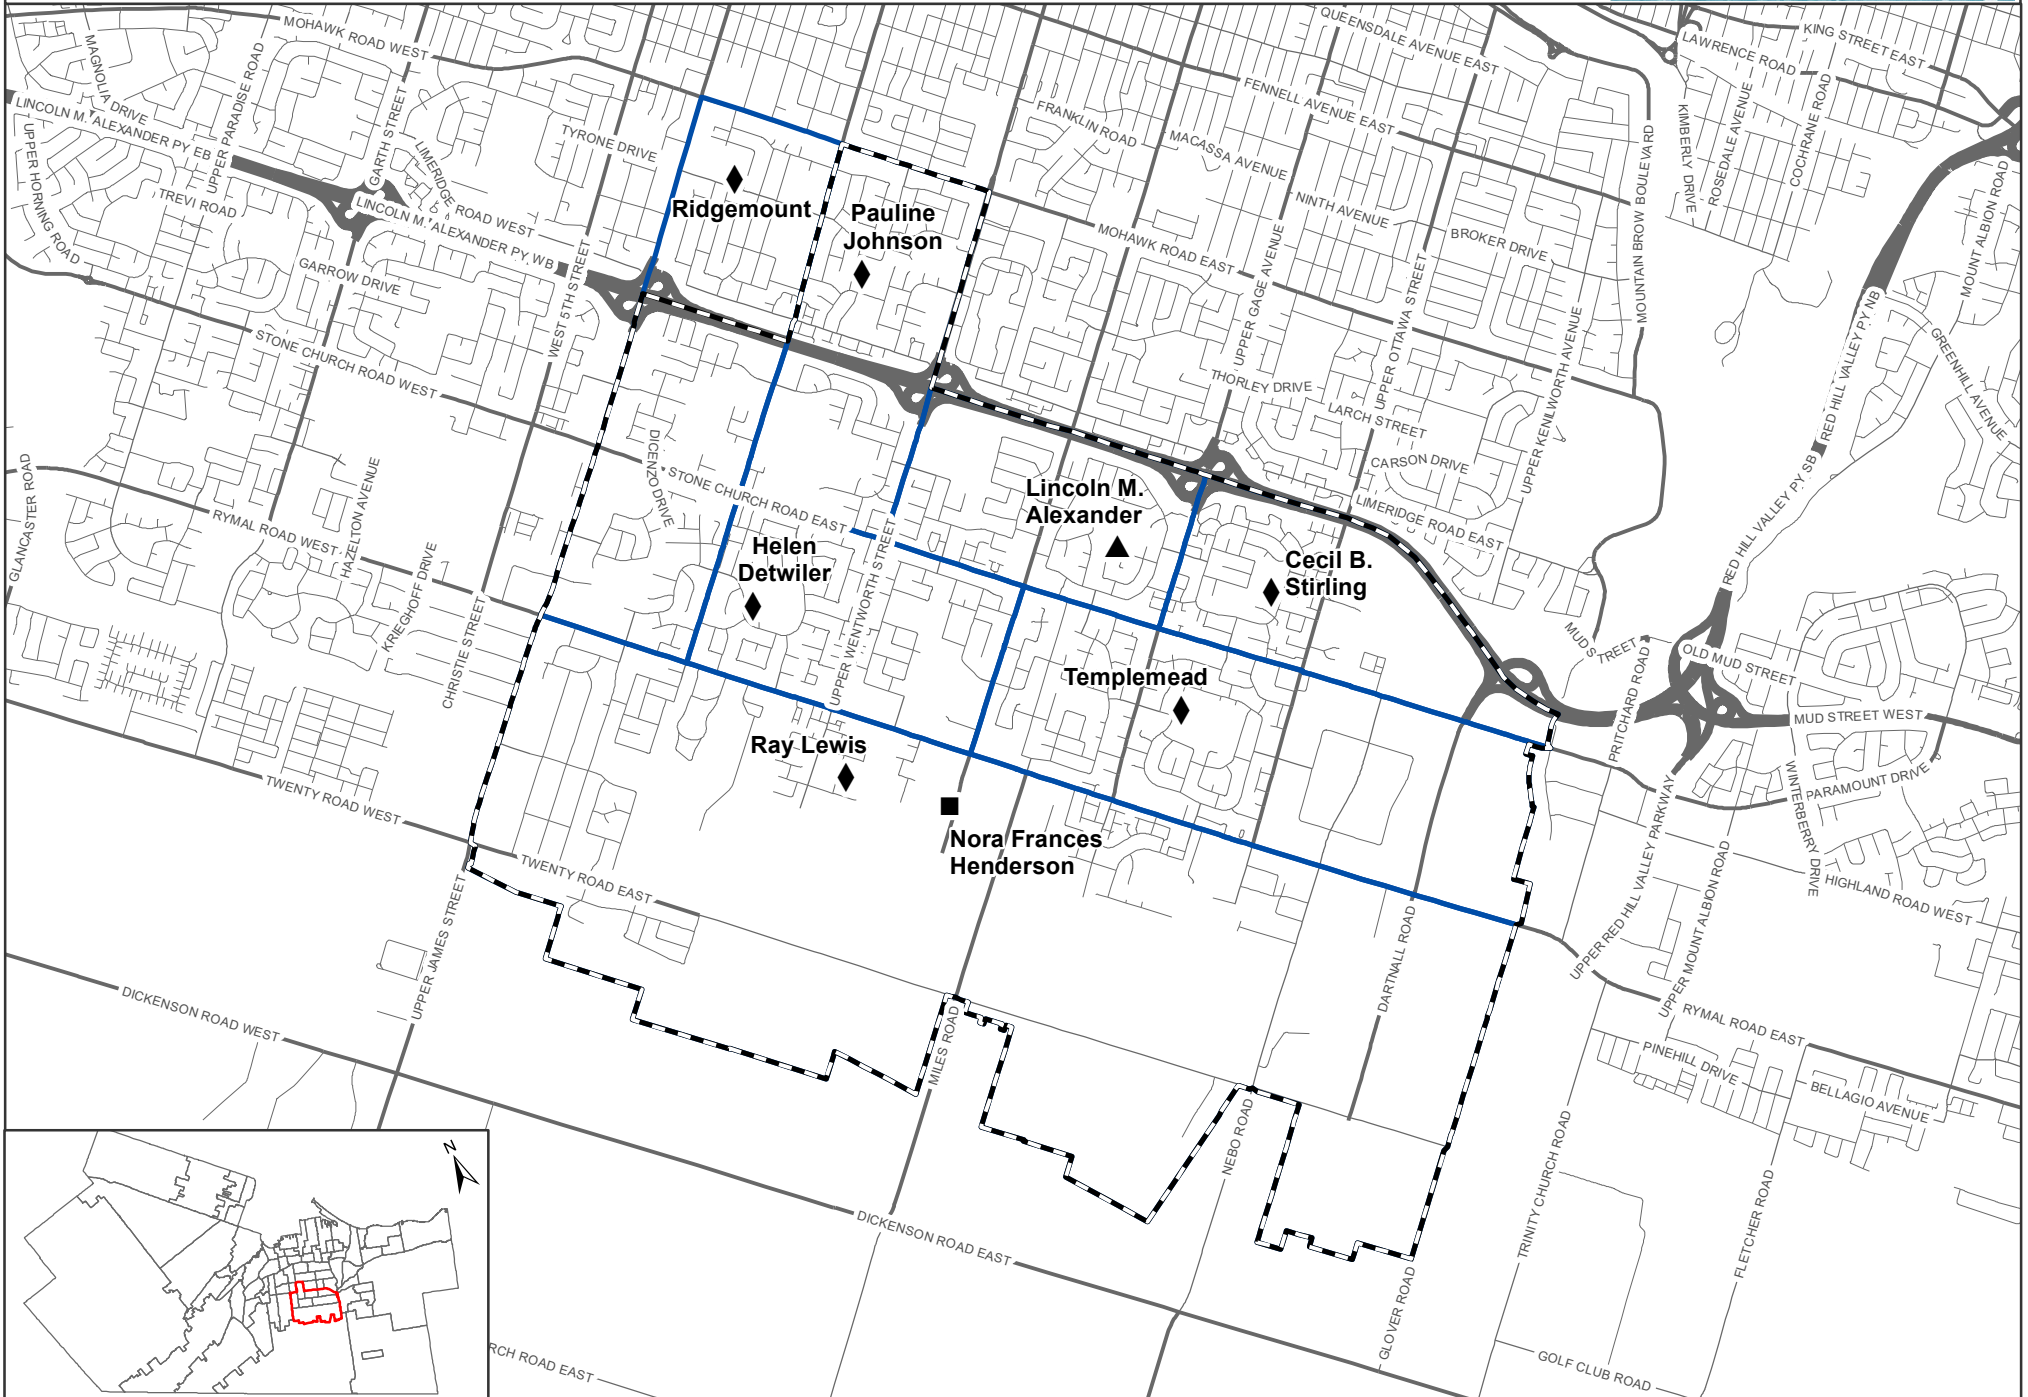 MOHAWK ROAD WEST
MAGNOLIA DRIVE
UPPER PARADISE ROAD
GARTH STREET
LINCOLN M. ALEXANDER PY EB
UPPER HORNING ROAD
TREVI ROAD
LIMERIDGE ROAD WEST
TYRONE DRIVE
LINCOLN M. ALEXANDER PY WB
GARROW DRIVE
WEST 5TH STREET
STONE CHURCH ROAD WEST
QUEENSDALE AVENUE EAST
LAWRENCE ROAD
KING STREET EAST
FENNELL AVENUE EAST
FRANKLIN ROAD
MACASSA AVENUE
NINTH AVENUE
BROKER DRIVE
KIMBERLY DRIVE
ROSEDALE AVENUE
COCHRANE ROAD
MOUNTAIN BROW BOULEVARD
MOUNT ALBION ROAD
MOHAWK ROAD EAST
UPPER GAGE AVENUE
UPPER OTTAWA STREET
UPPER KENILWORTH AVENUE
RED HILL VALLEY PY NB
GREENHILL AVENUE
Ridgemount
Pauline
Johnson
THORLEY DRIVE
LARCH STREET
CARSON DRIVE
LIMERIDGE ROAD EAST
RED HILL VALLEY PY SB
GLANCASTER ROAD
RYMAL ROAD WEST
HAZELTON AVENUE
KRIEGHOFF DRIVE
CHRISTIE STREET
DICENZO DRIVE
STONE CHURCH ROAD EAST
UPPER WENTWORTH STREET
Helen
Detwiler
Lincoln M.
Alexander
Cecil B.
Stirling
MUD STREET
OLD MUD STREET
PRITCHARD ROAD
MUD STREET WEST
PARAMOUNT DRIVE
WINTERBERRY DRIVE
Templemead
Ray Lewis
Nora Frances
Henderson
TWENTY ROAD WEST
TWENTY ROAD EAST
UPPER JAMES STREET
DARTNALL ROAD
UPPER RED HILL VALLEY PARKWAY
UPPER MOUNT ALBION ROAD
HIGHLAND ROAD WEST
RYMAL ROAD EAST
PINEHILL DRIVE
BELLAGIO AVENUE
DICKENSON ROAD WEST
MILES ROAD
NEBO ROAD
DICKENSON ROAD EAST
TRINITY CHURCH ROAD
FLETCHER ROAD
GLOVER ROAD
GOLF CLUB ROAD
N
RCH ROAD EAST